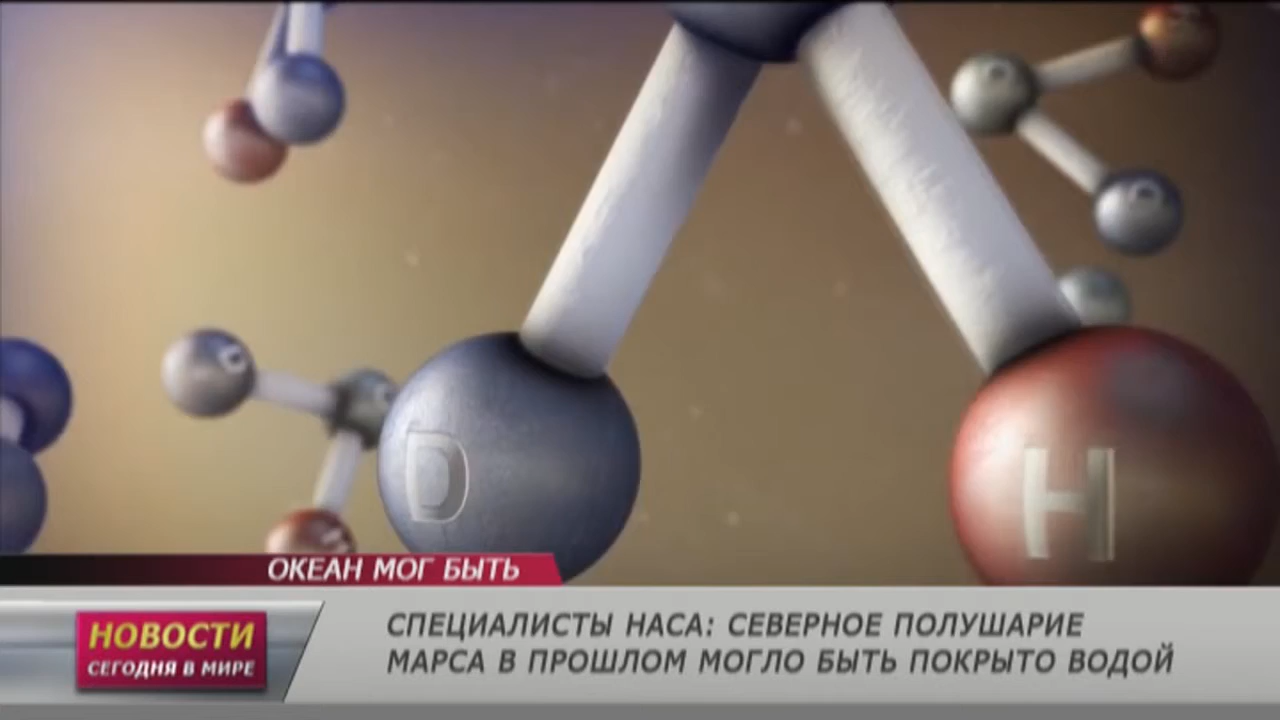 D
H
ОКЕАН МОГ БЫТЬ
НОВОСТИ
СЕГОДНЯ В МИРЕ
СПЕЦИАЛИСТЫ НАСА: СЕВЕРНОЕ ПОЛУШАРИЕ
МАРСА В ПРОШЛОМ МОГЛО БЫТЬ ПОКРЫТО ВОДОЙ